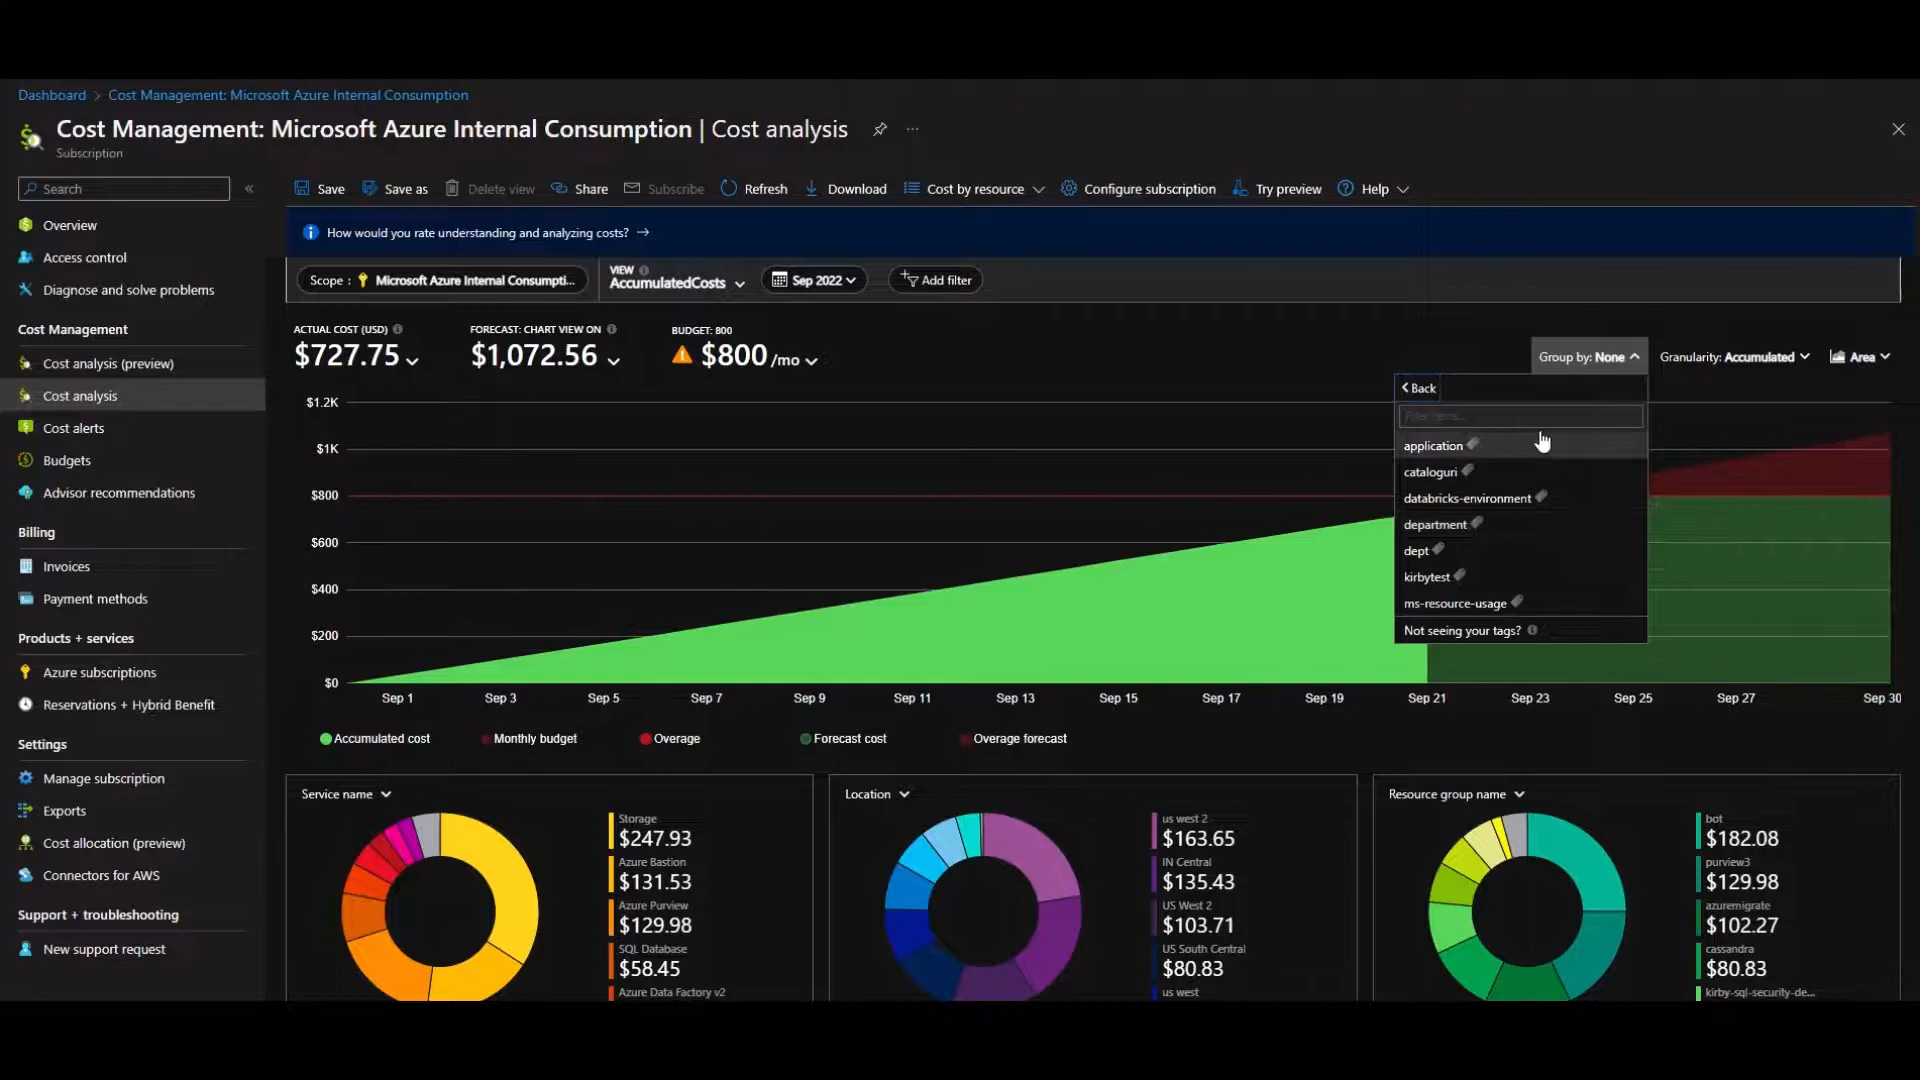 Dashboard > Cost Management: Microsoft Azure Internal Consumption
Cost Management: Microsoft Azure Internal Consumption | Cost analysis
Subscription
Search
Save
Save as
Delete view
Share
Subscribe
Refresh
Download
Cost by resource
Configure subscription
Try preview
Help
Overview
Access control
Diagnose and solve problems
Cost Management
Cost analysis (preview)
Cost analysis
Cost alerts
Budgets
Advisor recommendations
Billing
Invoices
Payment methods
Products + services
Azure subscriptions
Reservations + Hybrid Benefit
Settings
Manage subscription
Exports
Cost allocation (preview)
Connectors for AWS
Support + troubleshooting
New support request
How would you rate understanding and analyzing costs? →
Scope : Microsoft Azure Internal Consumpti...
VIEW
AccumulatedCosts
Sep 2022
Add filter
ACTUAL COST (USD)
$727.75
FORECAST: CHART VIEW ON
$1,072.56
BUDGET: 800
$800 /mo
Group by: None
Granularity: Accumulated
Area
Back
Filter items...
application
cataloguri
databricks-environment
department
dept
kirbytest
ms-resource-usage
Not seeing your tags?
$1.2K
$1K
$800
$600
$400
$200
$0
Sep 1
Sep 3
Sep 5
Sep 7
Sep 9
Sep 11
Sep 13
Sep 15
Sep 17
Sep 19
Sep 21
Sep 23
Sep 25
Sep 27
Sep 30
Accumulated cost
Monthly budget
Overage
Forecast cost
Overage forecast
Service name
Storage
$247.93
Azure Bastion
$131.53
Azure Purview
$129.98
SQL Database
$58.45
Azure Data Factory v2
Location
us west 2
$163.65
IN Central
$135.43
US West 2
$103.71
US South Central
$80.83
us west
Resource group name
bot
$182.08
purview3
$129.98
azuremigrate
$102.27
cassandra
$80.83
kirby-sql-security-de...